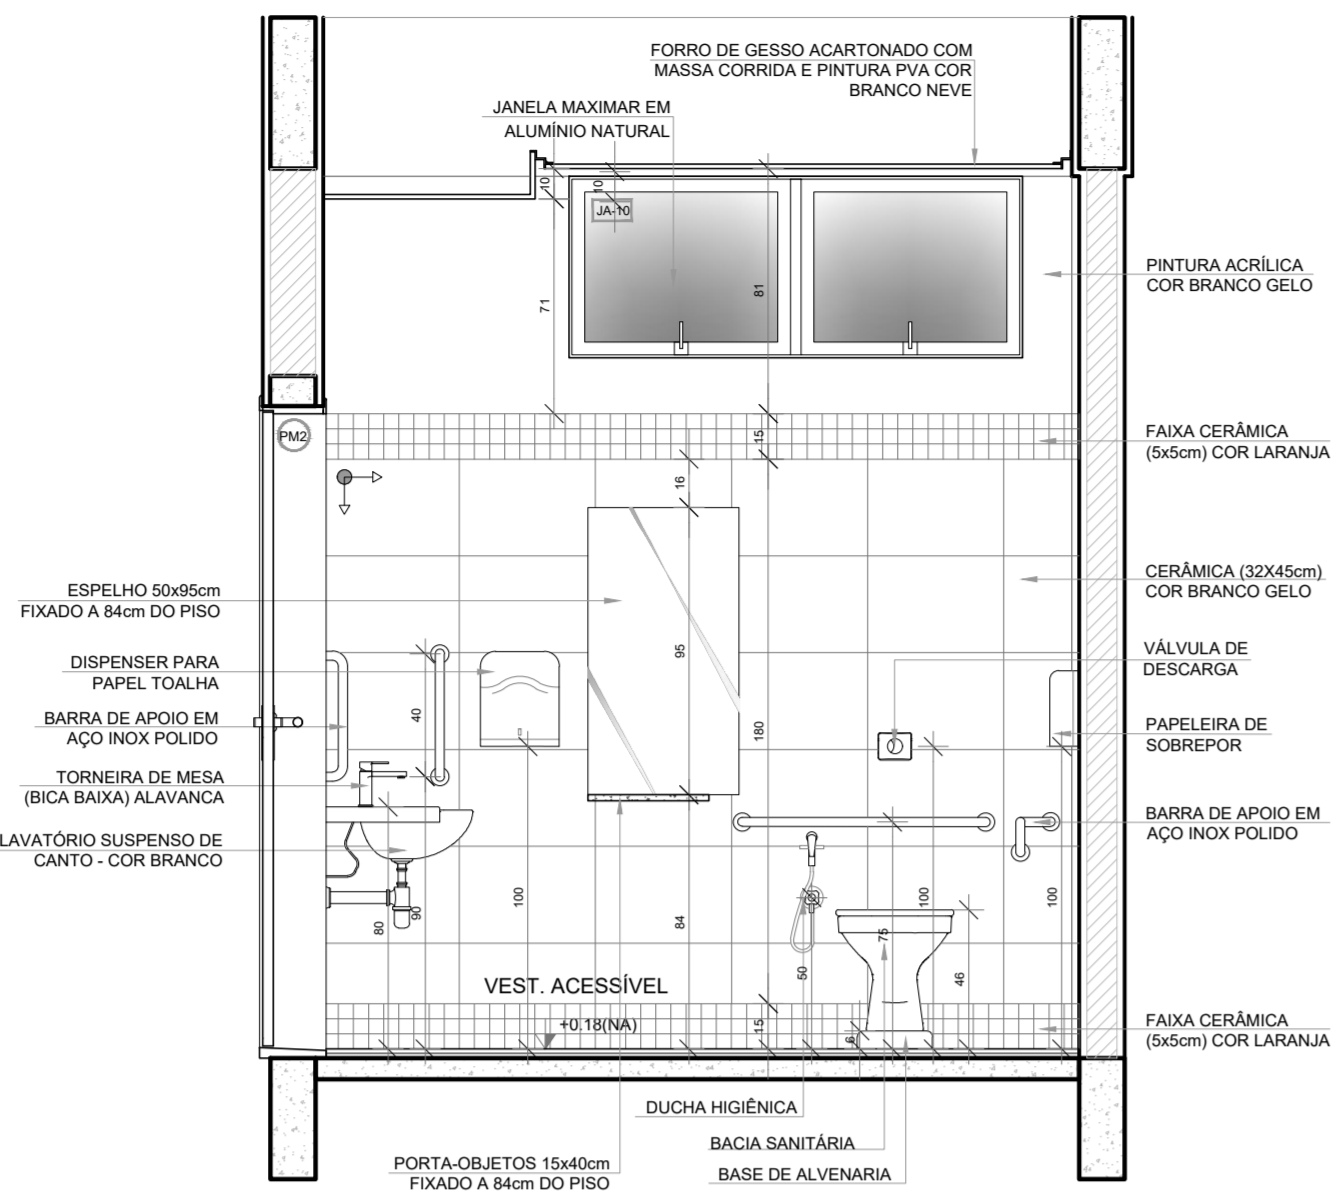 FORRO DE GESSO ACARTONADO COM
MASSA CORRIDA E PINTURA PVA COR
BRANCO NEVE
JANELA MAXIMAR EM
ALUMÍNIO NATURAL
10
10
JA-10
71
81
PINTURA ACRÍLICA
COR BRANCO GELO
PM2
15
FAIXA CERÂMICA
(5x5cm) COR LARANJA
16
ESPELHO 50x95cm
FIXADO A 84cm DO PISO
CERÂMICA (32X45cm)
COR BRANCO GELO
DISPENSER PARA
PAPEL TOALHA
95
VÁLVULA DE
DESCARGA
BARRA DE APOIO EM
AÇO INOX POLIDO
40
180
PAPELEIRA DE
SOBREPOR
TORNEIRA DE MESA
(BICA BAIXA) ALAVANCA
BARRA DE APOIO EM
AÇO INOX POLIDO
LAVATÓRIO SUSPENSO DE
CANTO - COR BRANCO
80
90
100
84
50
75
100
46
100
VEST. ACESSÍVEL
+0.18(NA)
15
6
FAIXA CERÂMICA
(5x5cm) COR LARANJA
DUCHA HIGIÊNICA
BACIA SANITÁRIA
BASE DE ALVENARIA
PORTA-OBJETOS 15x40cm
FIXADO A 84cm DO PISO